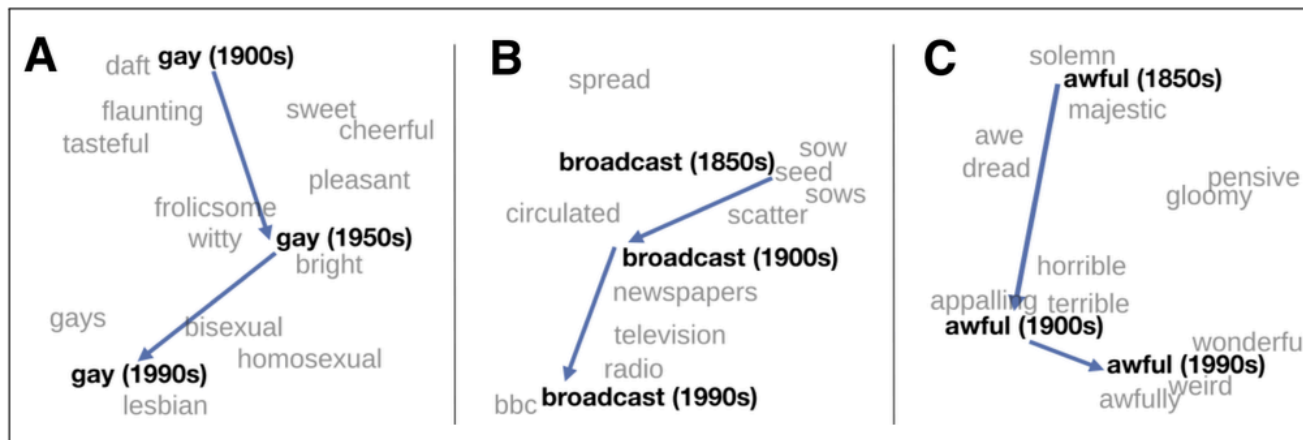 A
daft gay (1900s)
flaunting
sweet
tasteful
cheerful
pleasant
frolicsome
witty gay (1950s)
bright
gays
bisexual
homosexual
gay (1990s)
lesbian
B
spread
broadcast (1850s)
sow
seed
sows
circulated
scatter
broadcast (1900s)
newspapers
television
radio
bbc broadcast (1990s)
C
solemn
awful (1850s)
majestic
awe
dread
pensive
gloomy
horrible
appalling terrible
awful (1900s)
wonderfu
awful (1990s)
weird
awfully